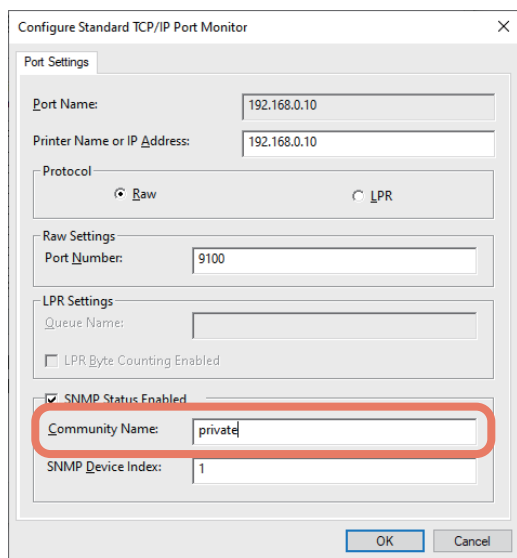 Configure Standard TCP/IP Port Monitor
Port Settings
Port Name: 192.168.0.10
Printer Name or IP Address: 192.168.0.10
Protocol
Raw LPR
Raw Settings
Port Number: 9100
LPR Settings
Queue Name:
LPR Byte Counting Enabled
SNMP Status Enabled
Community Name: private
SNMP Device Index: 1
OK Cancel